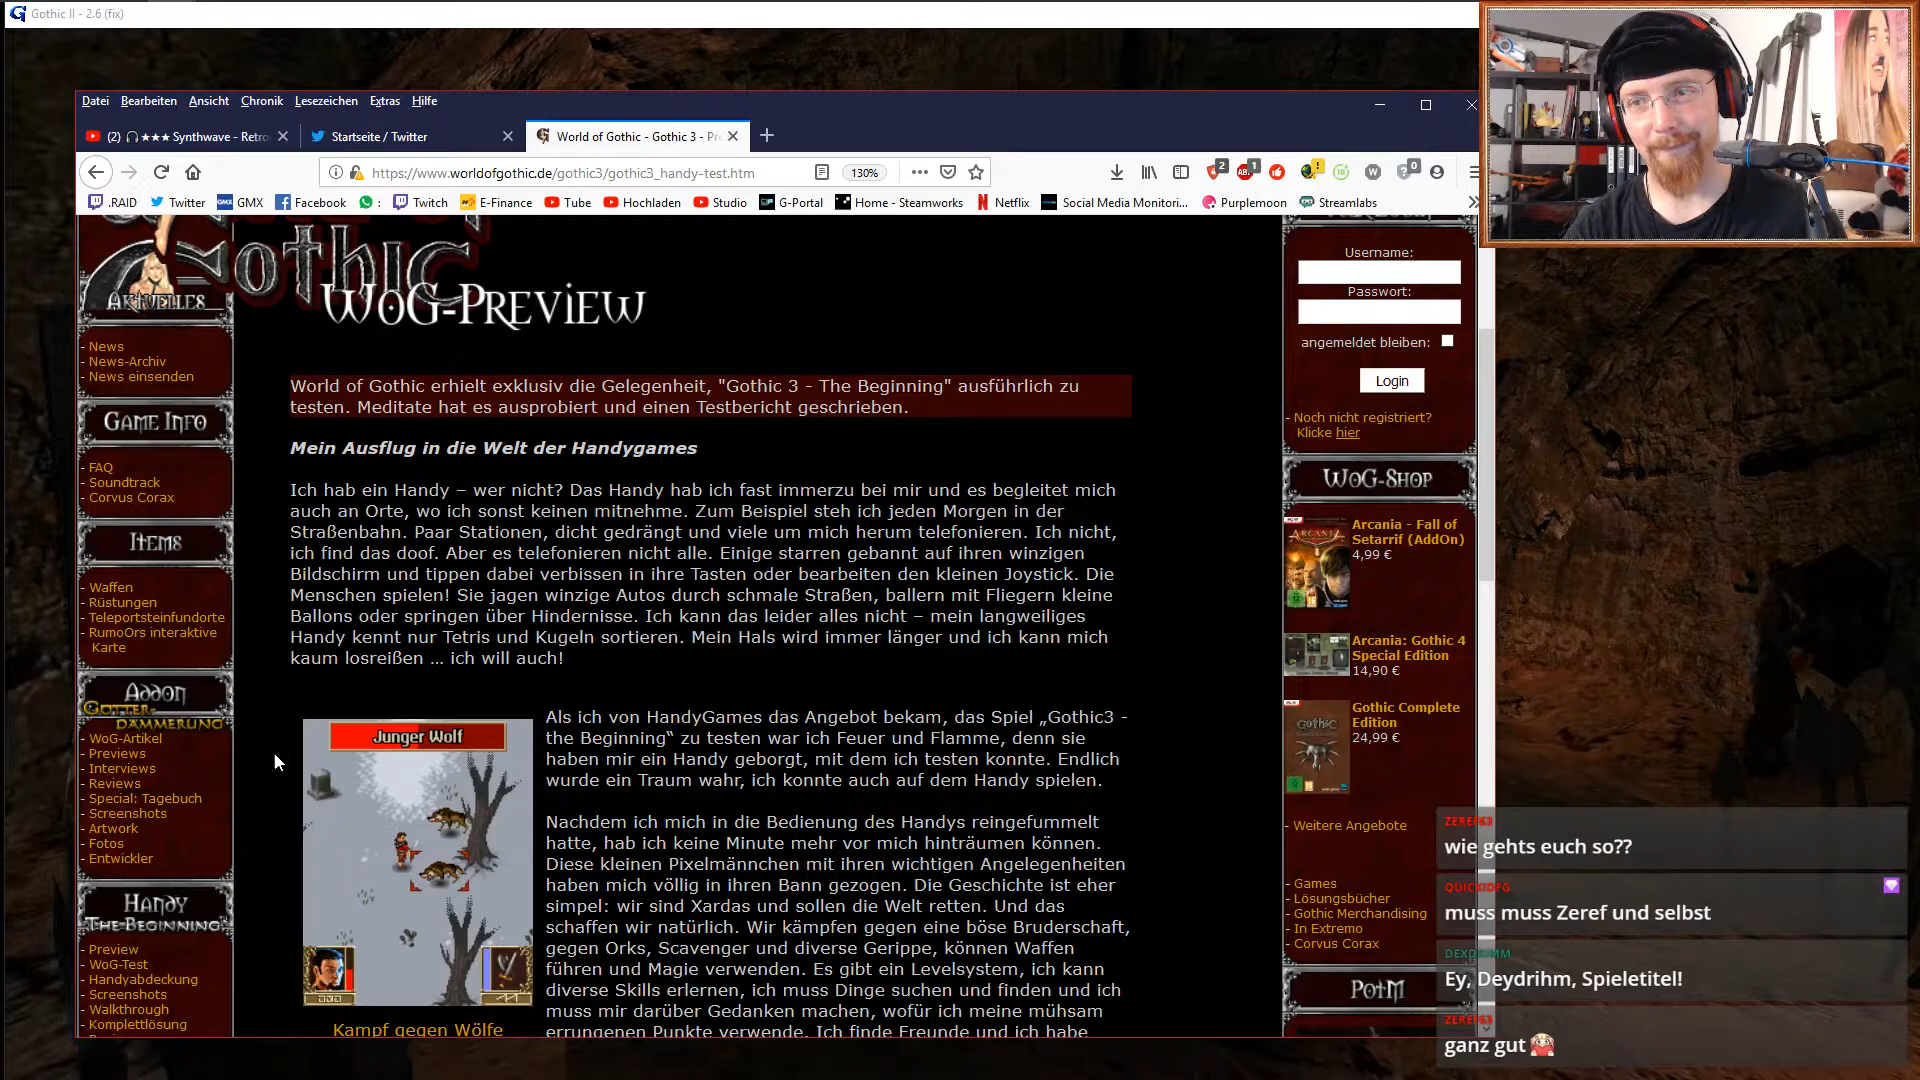 Gothic II - 2.6 (fix)
Datei Bearbeiten Ansicht Chronik Lesezeichen Extras Hilfe
(2) ★★★ Synthwave - Retro
Startseite / Twitter
World of Gothic - Gothic 3 - Pr
https://www.worldofgothic.de/gothic3/gothic3_handy-test.htm
130%
2
1
0
.RAID Twitter GMX Facebook : Twitch E-Finance Tube Hochladen Studio G-Portal Home - Steamworks Netflix Social Media Monitori... Purplemoon Streamlabs
Gothic
WoG-Preview
Aktuelles
- News
- News-Archiv
- News einsenden
Game Info
- FAQ
- Soundtrack
- Corvus Corax
Items
- Waffen
- Rüstungen
- Teleportsteinfundorte
- RumoOrs interaktive
Karte
Addon
Götter-
dämmerung
- WoG-Artikel
- Previews
- Interviews
- Reviews
- Special: Tagebuch
- Screenshots
- Artwork
- Fotos
- Entwickler
Handy
The-Beginning
- Preview
- WoG-Test
- Handyabdeckung
- Screenshots
- Walkthrough
- Komplettlösung
World of Gothic erhielt exklusiv die Gelegenheit, "Gothic 3 - The Beginning" ausführlich zu
testen. Meditate hat es ausprobiert und einen Testbericht geschrieben.
Mein Ausflug in die Welt der Handygames
Ich hab ein Handy – wer nicht? Das Handy hab ich fast immerzu bei mir und es begleitet mich
auch an Orte, wo ich sonst keinen mitnehme. Zum Beispiel steh ich jeden Morgen in der
Straßenbahn. Paar Stationen, dicht gedrängt und viele um mich herum telefonieren. Ich nicht,
ich find das doof. Aber es telefonieren nicht alle. Einige starren gebannt auf ihren winzigen
Bildschirm und tippen dabei verbissen in ihre Tasten oder bearbeiten den kleinen Joystick. Die
Menschen spielen! Sie jagen winzige Autos durch schmale Straßen, ballern mit Fliegern kleine
Ballons oder springen über Hindernisse. Ich kann das leider alles nicht – mein langweiliges
Handy kennt nur Tetris und Kugeln sortieren. Mein Hals wird immer länger und ich kann mich
kaum losreißen … ich will auch!
Junger Wolf
Kampf gegen Wölfe
Als ich von HandyGames das Angebot bekam, das Spiel „Gothic3 -
the Beginning“ zu testen war ich Feuer und Flamme, denn sie
haben mir ein Handy geborgt, mit dem ich testen konnte. Endlich
wurde ein Traum wahr, ich konnte auch auf dem Handy spielen.
Nachdem ich mich in die Bedienung des Handys reingefummelt
hatte, hab ich keine Minute mehr vor mich hinträumen können.
Diese kleinen Pixelmännchen mit ihren wichtigen Angelegenheiten
haben mich völlig in ihren Bann gezogen. Die Geschichte ist eher
simpel: wir sind Xardas und sollen die Welt retten. Und das
schaffen wir natürlich. Wir kämpfen gegen eine böse Bruderschaft,
gegen Orks, Scavenger und diverse Gerippe, können Waffen
führen und Magie verwenden. Es gibt ein Levelsystem, ich kann
diverse Skills erlernen, ich muss Dinge suchen und finden und ich
muss mir darüber Gedanken machen, wofür ich meine mühsam
errungenen Punkte verwende. Ich finde Freunde und ich habe
Username:
Passwort:
angemeldet bleiben:
Login
- Noch nicht registriert?
Klicke hier
WoG-Shop
Arcania - Fall of
Setarrif (AddOn)
4,99 €
Arcania: Gothic 4
Special Edition
14,90 €
Gothic Complete
Edition
24,99 €
- Weitere Angebote
- Games
- Lösungsbücher
- Gothic Merchandising
- In Extremo
- Corvus Corax
PotM
wie gehts euch so??
QUICKIDFG
muss muss Zeref und selbst
Ey, Deydrihm, Spieletitel!
ganz gut